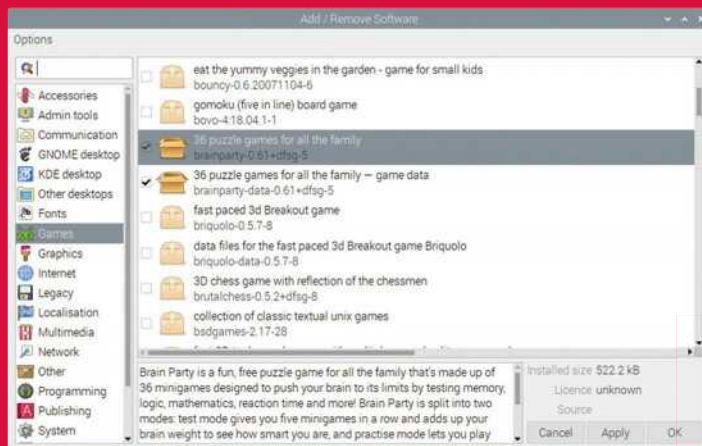 Add / Remove Software
Options
Accessories
Admin tools
Communication
GNOME desktop
KDE desktop
Other desktops
Fonts
Games
Graphics
Internet
Legacy
Localisation
Multimedia
Network
Other
Programming
Publishing
System
eat the yummy veggies in the garden - game for small kids
bouncy-0.6.20071104-6
gomoku (five in line) board game
bovo-4:18.04.1-1
36 puzzle games for all the family
brainparty-0.61+dfsg-5
36 puzzle games for all the family — game data
brainparty-data-0.61+dfsg-5
fast paced 3d Breakout game
briquolo-0.5.7-8
data files for the fast paced 3d Breakout game Briquolo
briquolo-data-0.5.7-8
3D chess game with reflection of the chessmen
brutalchess-0.5.2+dfsg-8
collection of classic textual unix games
bsdgames-2.17-28
Brain Party is a fun, free puzzle game for all the family that's made up of
36 minigames designed to push your brain to its limits by testing memory,
logic, mathematics, reaction time and more! Brain Party is split into two
modes: test mode gives you five minigames in a row and adds up your
brain weight to see how smart you are, and practise mode lets you play
Installed size 522.2 kB
Licence unknown
Source
Cancel Apply OK